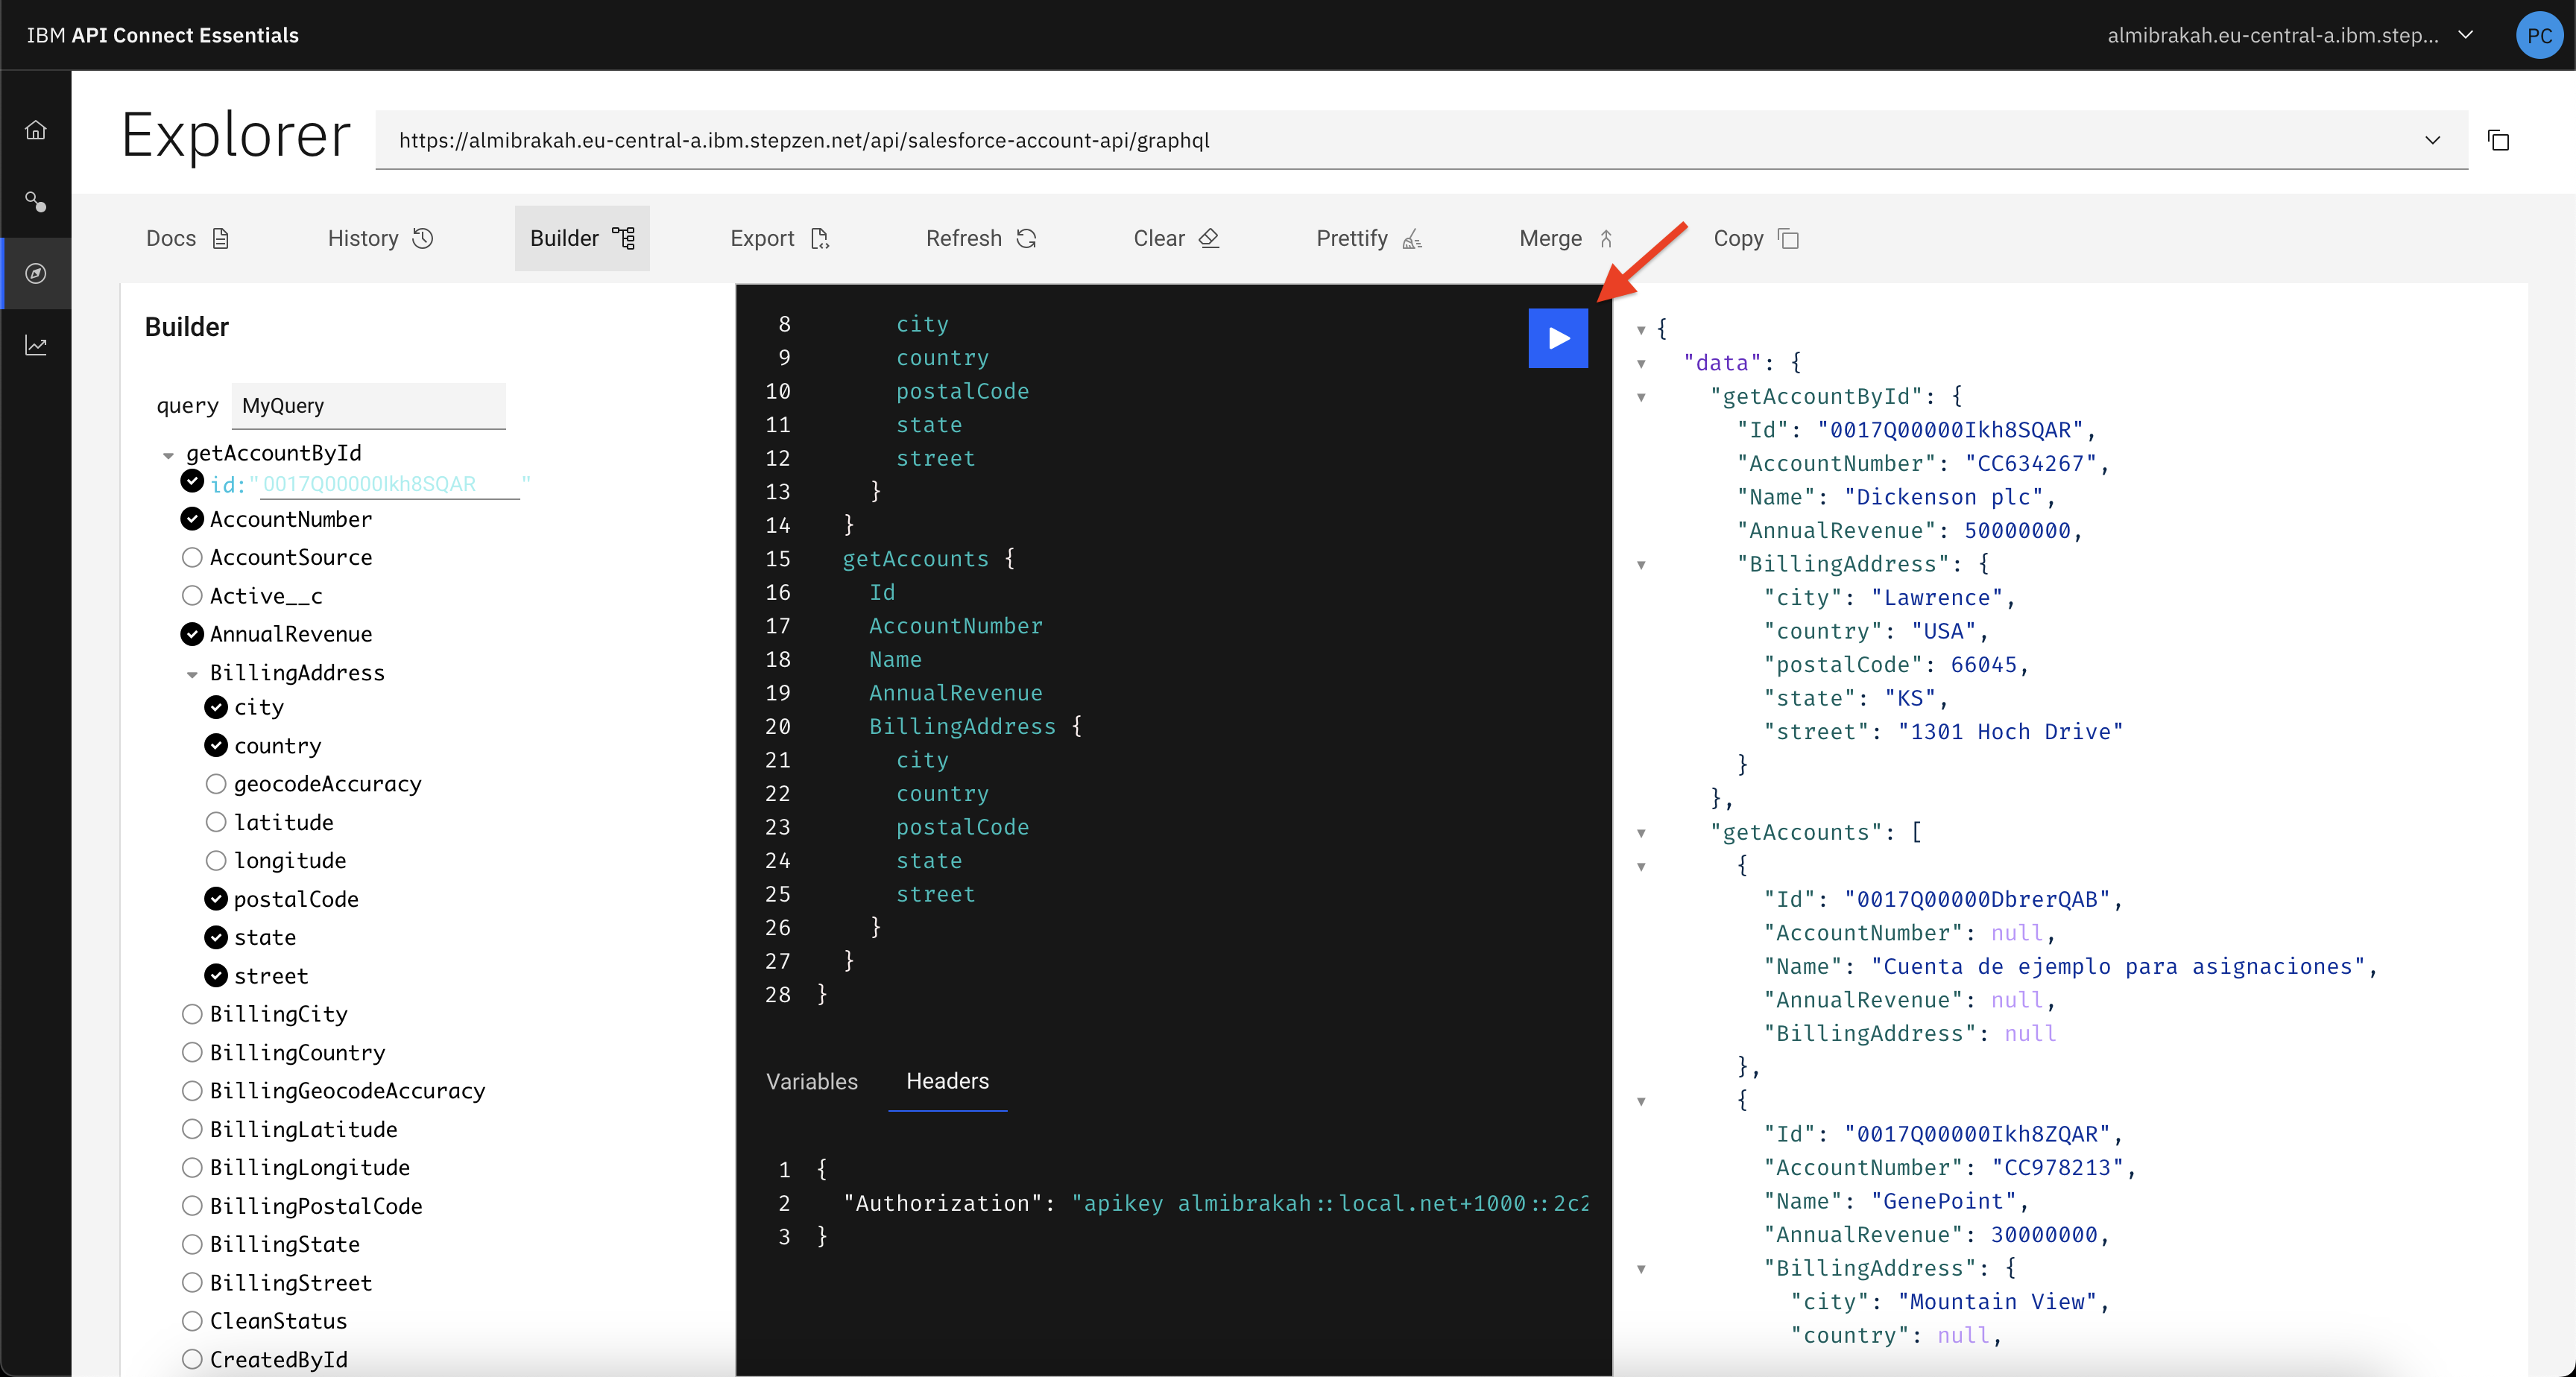 IBM API Connect Essentials
almibrakah.eu-central-a.ibm.step...
PC
Explorer
https://almibrakah.eu-central-a.ibm.stepzen.net/api/salesforce-account-api/graphql
Docs
History
Builder
Export
Refresh
Clear
Prettify
Merge
Copy
Builder
query MyQuery
getAccountById
id:"0017Q00000Ikh8SQAR"
AccountNumber
AccountSource
Active__c
AnnualRevenue
BillingAddress
city
country
geocodeAccuracy
latitude
longitude
postalCode
state
street
BillingCity
BillingCountry
BillingGeocodeAccuracy
BillingLatitude
BillingLongitude
BillingPostalCode
BillingState
BillingStreet
CleanStatus
CreatedById
8 city
9 country
10 postalCode
11 state
12 street
13 }
14 }
15 getAccounts {
16 Id
17 AccountNumber
18 Name
19 AnnualRevenue
20 BillingAddress {
21 city
22 country
23 postalCode
24 state
25 street
26 }
27 }
28 }
Variables
Headers
1 {
2 "Authorization": "apikey almibrakah::local.net+1000::2c2
3 }
{
"data": {
"getAccountById": {
"Id": "0017Q00000Ikh8SQAR",
"AccountNumber": "CC634267",
"Name": "Dickenson plc",
"AnnualRevenue": 50000000,
"BillingAddress": {
"city": "Lawrence",
"country": "USA",
"postalCode": 66045,
"state": "KS",
"street": "1301 Hoch Drive"
}
},
"getAccounts": [
{
"Id": "0017Q00000DbrerQAB",
"AccountNumber": null,
"Name": "Cuenta de ejemplo para asignaciones",
"AnnualRevenue": null,
"BillingAddress": null
},
{
"Id": "0017Q00000Ikh8ZQAR",
"AccountNumber": "CC978213",
"Name": "GenePoint",
"AnnualRevenue": 30000000,
"BillingAddress": {
"city": "Mountain View",
"country": null,